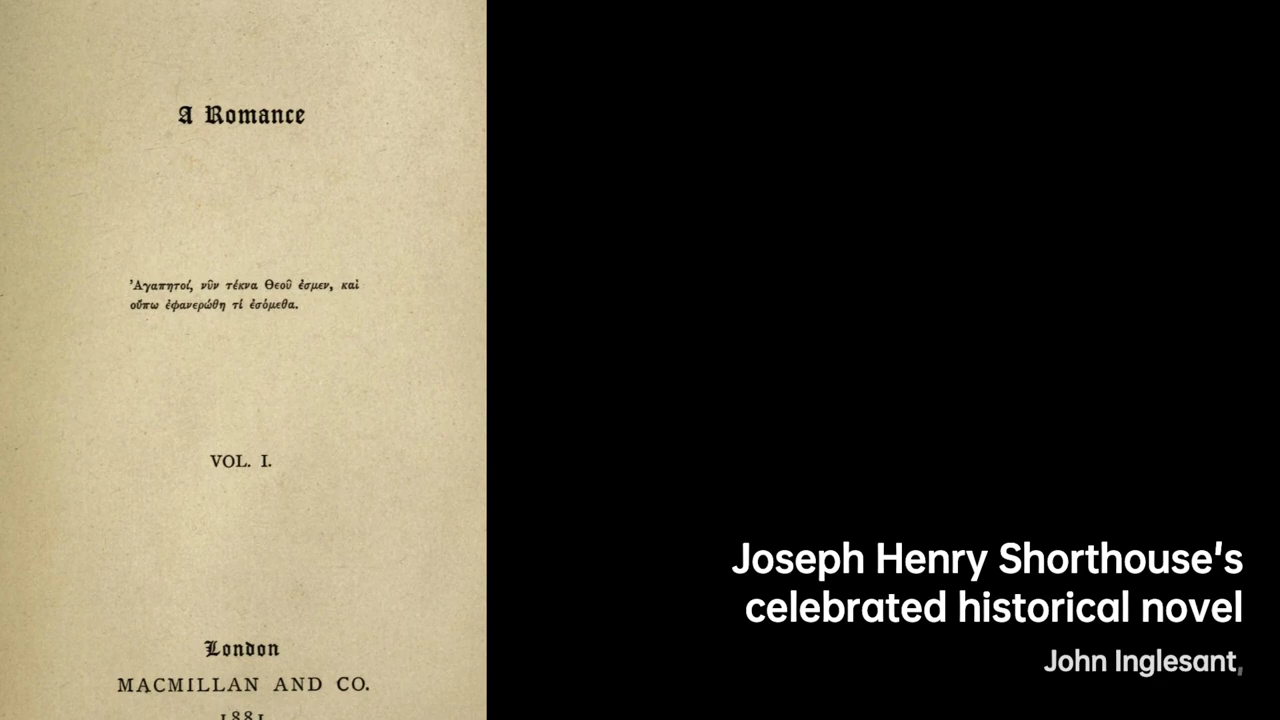 A Romance
Ἀγαπητοί, νῦν τέκνα Θεοῦ ἐσμεν, καὶ
οὔπω ἐφανερώθη τί ἐσόμεθα.
VOL. I.
London
MACMILLAN AND CO.
1881
Joseph Henry Shorthouse's
celebrated historical novel
John Inglesant,